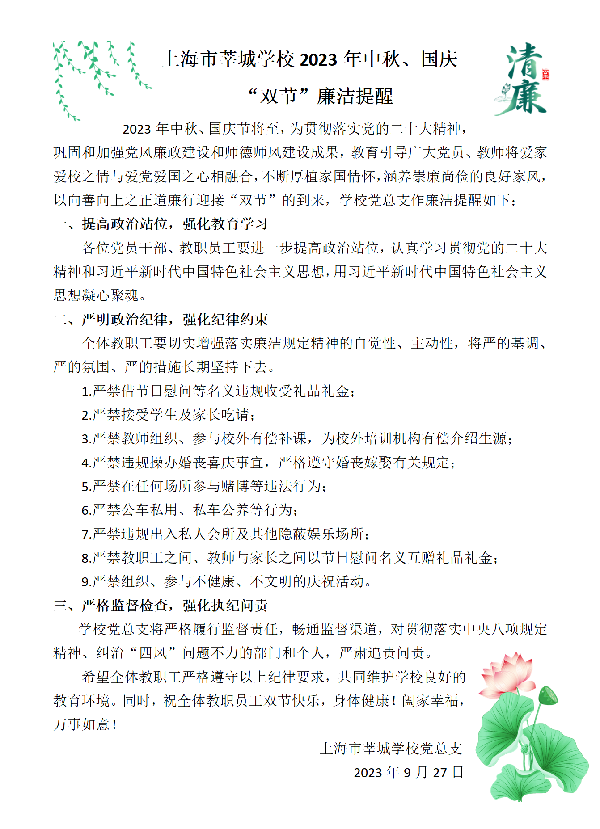 上海市莘城学校 2023 年中秋、国庆
清廉
“双节”廉洁提醒
2023 年中秋、国庆节将至，为贯彻落实党的二十大精神，
巩固和加强党风廉政建设和师德师风建设成果，教育引导广大党员、教师将爱家
爱校之情与爱党爱国之心相融合，不断厚植家国情怀，涵养崇廉尚俭的良好家风，
以向善向上之正道廉行迎接“双节”的到来，学校党总支作廉洁提醒如下：
一、提高政治站位，强化教育学习
各位党员干部、教职员工要进一步提高政治站位，认真学习贯彻党的二十大
精神和习近平新时代中国特色社会主义思想，用习近平新时代中国特色社会主义
思想凝心聚魂。
二、严明政治纪律，强化纪律约束
全体教职工要切实增强落实廉洁规定精神的自觉性、主动性，将严的基调、
严的氛围、严的措施长期坚持下去。
1.严禁借节日慰问等名义违规收受礼品礼金；
2.严禁接受学生及家长吃请；
3.严禁教师组织、参与校外有偿补课，为校外培训机构有偿介绍生源；
4.严禁违规操办婚丧喜庆事宜，严格遵守婚丧嫁娶有关规定；
5.严禁在任何场所参与赌博等违法行为；
6.严禁公车私用、私车公养等行为；
7.严禁违规出入私人会所及其他隐蔽娱乐场所；
8.严禁教职工之间、教师与家长之间以节日慰问名义互赠礼品礼金；
9.严禁组织、参与不健康、不文明的庆祝活动。
三、严格监督检查，强化执纪问责
学校党总支将严格履行监督责任，畅通监督渠道，对贯彻落实中央八项规定
精神、纠治“四风”问题不力的部门和个人，严肃追责问责。
希望全体教职工严格遵守以上纪律要求，共同维护学校良好的
教育环境。同时，祝全体教职员工双节快乐，身体健康！阖家幸福，
万事如意！
上海市莘城学校党总支
2023 年 9 月 27 日